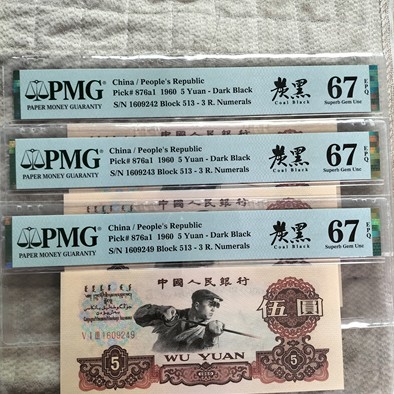 PMG
PAPER MONEY GUARANTY
China / People's Republic
Pick# 876a1 1960 5 Yuan - Dark Black
S/N 1609242 Block 513 - 3 R. Numerals
炭黑
Coal Black
67 EPQ
Superb Gem Unc
PMG
PAPER MONEY GUARANTY
China / People's Republic
Pick# 876a1 1960 5 Yuan - Dark Black
S/N 1609243 Block 513 - 3 R. Numerals
炭黑
Coal Black
67 EPQ
Superb Gem Unc
PMG
PAPER MONEY GUARANTY
China / People's Republic
Pick# 876a1 1960 5 Yuan - Dark Black
S/N 1609249 Block 513 - 3 R. Numerals
炭黑
Coal Black
67 EPQ
Superb Gem Unc
中国人民银行
伍圆
V I III 1609249
5
WU YUAN
5